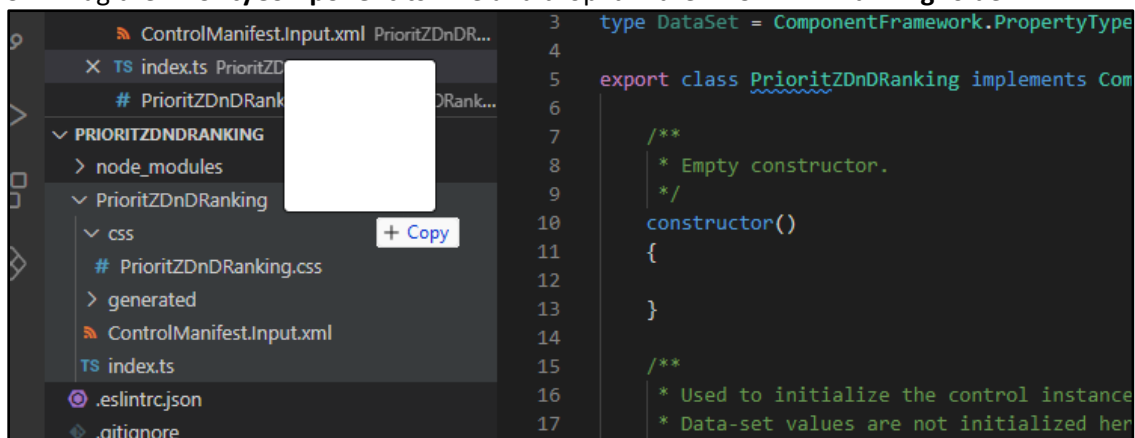 ControlManifest.Input.xml PrioritZDnDR...
TS index.ts PrioritZD
# PrioritZDnDRank DRank...
PRIORITZDNDRANKING
node_modules
PrioritZDnDRanking
css
+ Copy
# PrioritZDnDRanking.css
generated
ControlManifest.Input.xml
TS index.ts
.eslintrc.json
.gitignore
3 type DataSet = ComponentFramework.PropertyType
4
5 export class PrioritZDnDRanking implements Com
6
7 /**
8 * Empty constructor.
9 */
10 constructor()
11 {
12
13 }
14
15 /**
16 * Used to initialize the control instance
17 * Data-set values are not initialized her